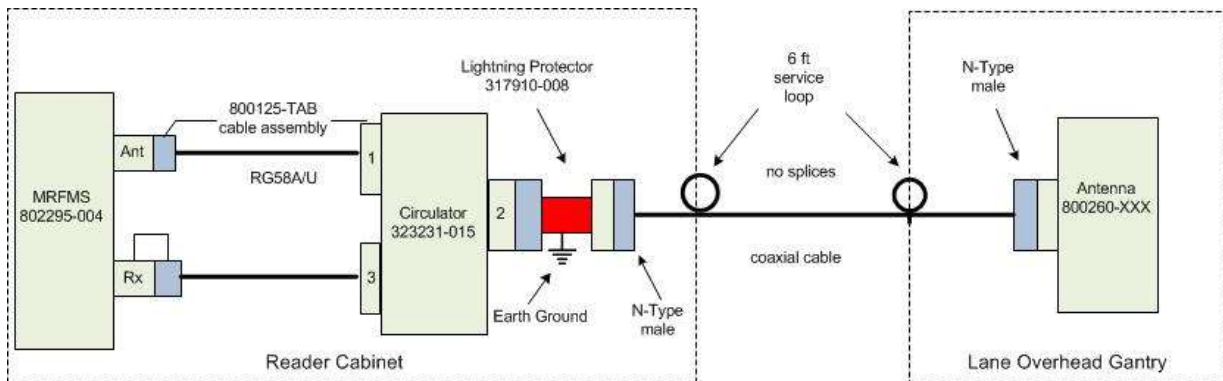 Lightning Protector
317910-008
6 ft
service
loop
N-Type
male
800125-TAB
cable assembly
Ant
1
RG58A/U
no splices
MRFMS
802295-004
Circulator
323231-015
2
Antenna
800260-XXX
Rx
3
coaxial cable
Earth Ground
N-Type
male
Reader Cabinet
Lane Overhead Gantry